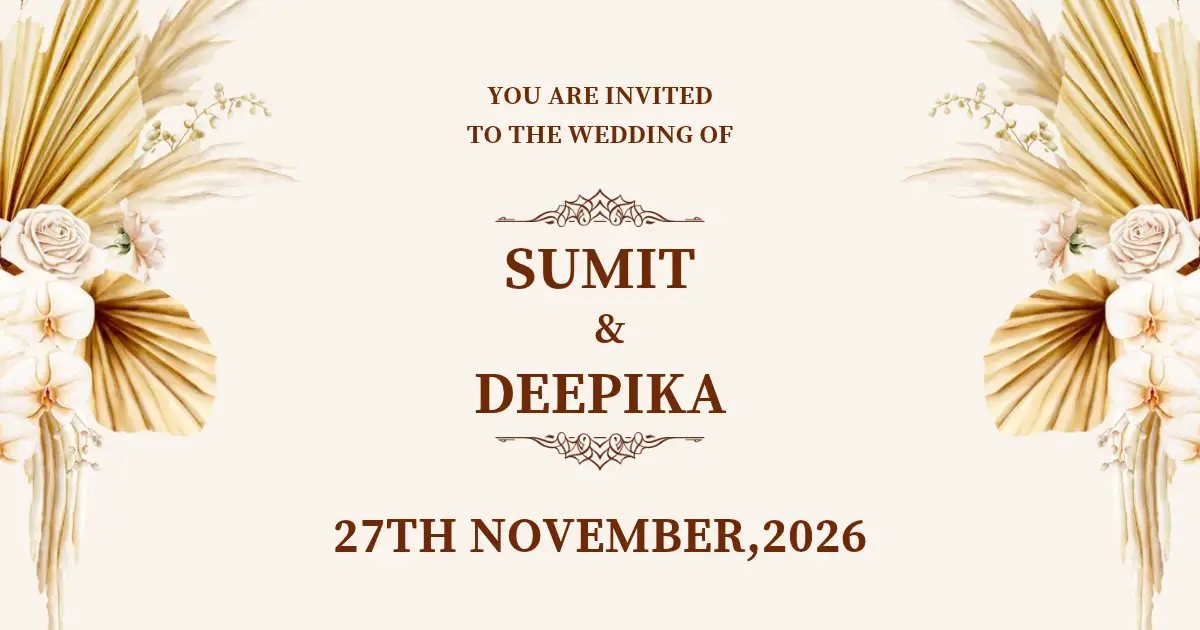 YOU ARE INVITED
TO THE WEDDING OF
SUMIT
&
DEEPIKA
27TH NOVEMBER,2026